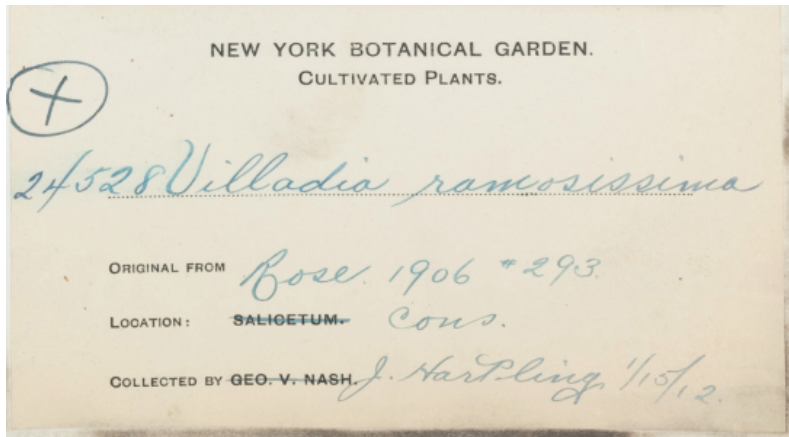 NEW YORK BOTANICAL GARDEN.
CULTIVATED PLANTS.
+
24528 Villadia ramosissima
ORIGINAL FROM Rose. 1906 #293.
LOCATION: SALICETUM. Cons.
COLLECTED BY GEO. V. NASH. J. Hartling 1/15/12.